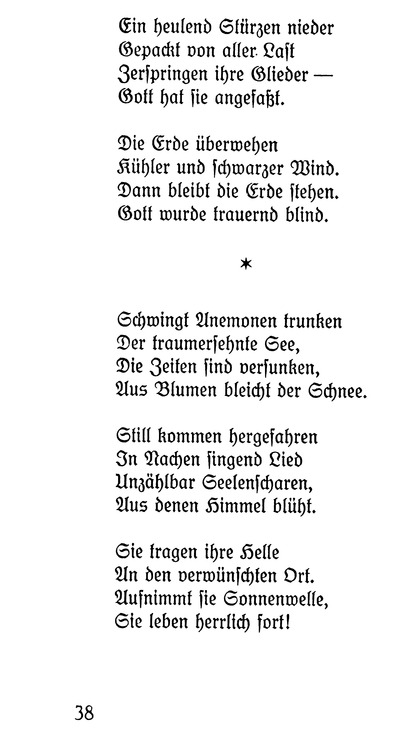 Ein heulend Stürzen nieder
Gepackt von aller Last
Zerspringen ihre Glieder —
Gott hat sie angefaßt.

Die Erde überwehen
Kühler und schwarzer Wind.
Dann bleibt die Erde stehen.
Gott wurde trauernd blind.

✶

Schwingt Anemonen trunken
Der traumersehnte See,
Die Zeiten sind versunken,
Aus Blumen bleicht der Schnee.

Still kommen hergefahren
In Nachen singend Lied
Unzählbar Seelenscharen,
Aus denen Himmel blüht.

Sie tragen ihre Helle
An den verwünschten Ort.
Aufnimmt sie Sonnenwelle,
Sie leben herrlich fort!

38